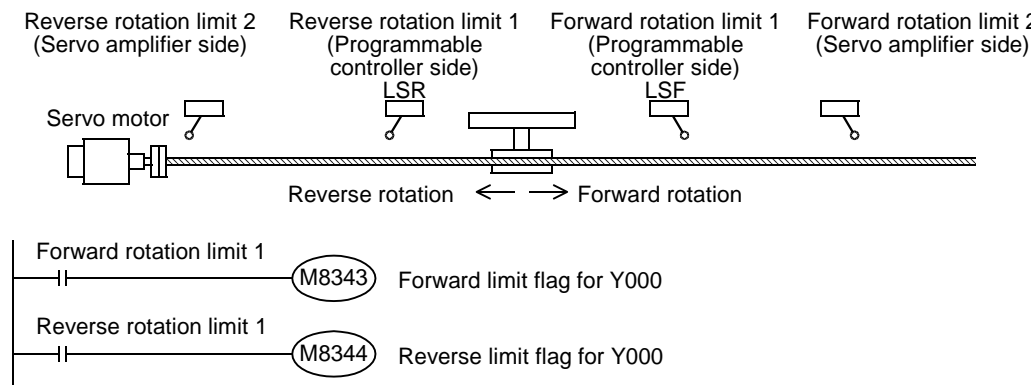 Reverse rotation limit 2
(Servo amplifier side)
Reverse rotation limit 1
(Programmable
controller side)
LSR
Forward rotation limit 1
(Programmable
controller side)
LSF
Forward rotation limit 2
(Servo amplifier side)
Servo motor
Reverse rotation
Forward rotation
Forward rotation limit 1
M8343
Forward limit flag for Y000
Reverse rotation limit 1
M8344
Reverse limit flag for Y000